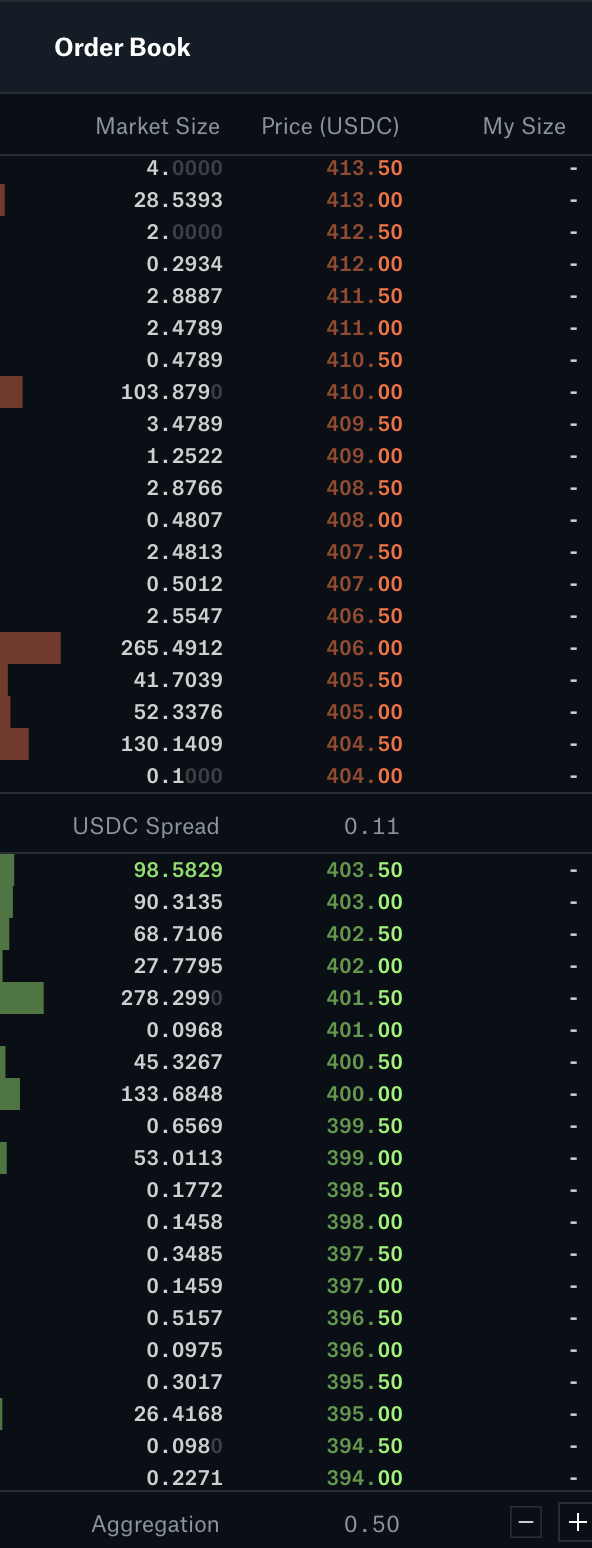 Order Book
Market Size Price (USDC) My Size
4.0000 413.50 -
28.5393 413.00 -
2.0000 412.50 -
0.2934 412.00 -
2.8887 411.50 -
2.4789 411.00 -
0.4789 410.50 -
103.8790 410.00 -
3.4789 409.50 -
1.2522 409.00 -
2.8766 408.50 -
0.4807 408.00 -
2.4813 407.50 -
0.5012 407.00 -
2.5547 406.50 -
265.4912 406.00 -
41.7039 405.50 -
52.3376 405.00 -
130.1409 404.50 -
0.1000 404.00 -
USDC Spread 0.11
98.5829 403.50 -
90.3135 403.00 -
68.7106 402.50 -
27.7795 402.00 -
278.2990 401.50 -
0.0968 401.00 -
45.3267 400.50 -
133.6848 400.00 -
0.6569 399.50 -
53.0113 399.00 -
0.1772 398.50 -
0.1458 398.00 -
0.3485 397.50 -
0.1459 397.00 -
0.5157 396.50 -
0.0975 396.00 -
0.3017 395.50 -
26.4168 395.00 -
0.0980 394.50 -
0.2271 394.00 -
Aggregation 0.50 − +